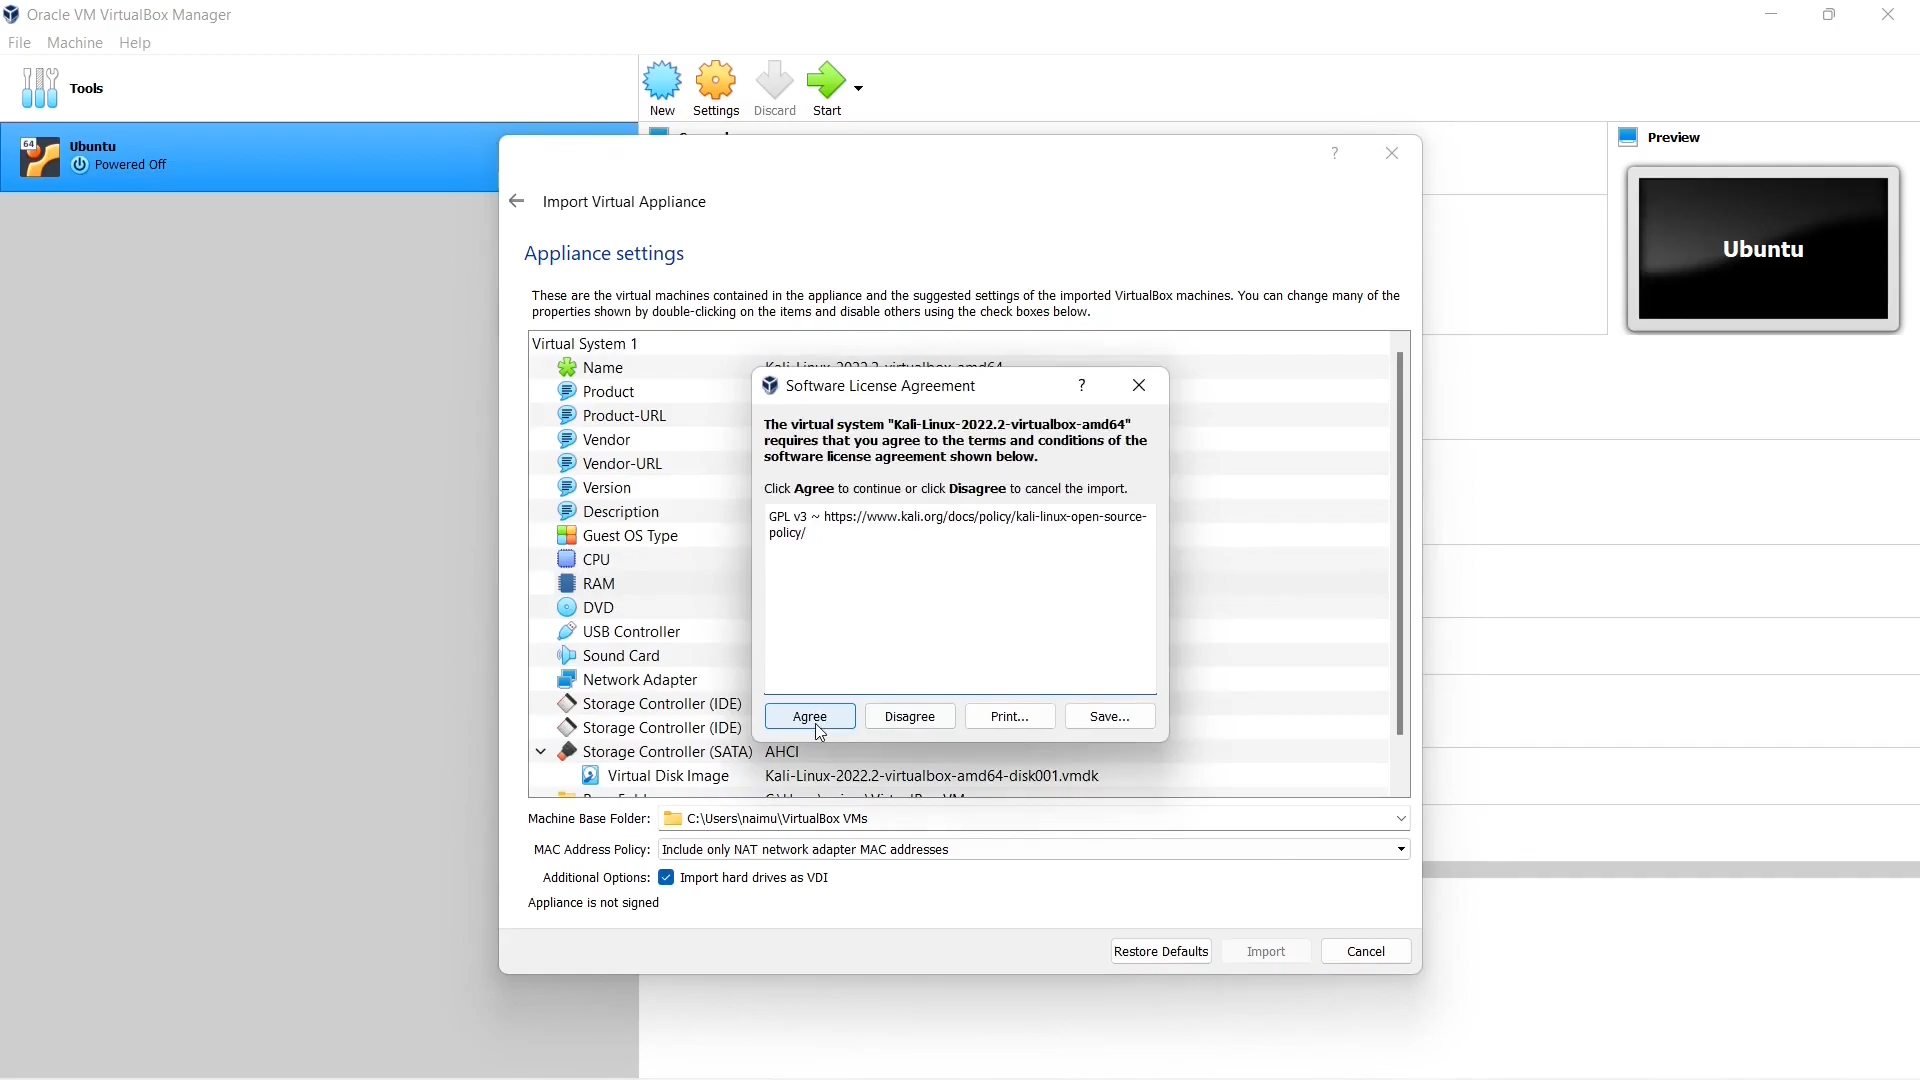 Oracle VM VirtualBox Manager
File Machine Help
Tools
New Settings Discard Start
64
Ubuntu
Powered Off
Preview
Ubuntu
Import Virtual Appliance
Appliance settings
These are the virtual machines contained in the appliance and the suggested settings of the imported VirtualBox machines. You can change many of the
properties shown by double-clicking on the items and disable others using the check boxes below.
Virtual System 1
Name
Product
Product-URL
Vendor
Vendor-URL
Version
Description
Guest OS Type
CPU
RAM
DVD
USB Controller
Sound Card
Network Adapter
Storage Controller (IDE)
Storage Controller (IDE)
Storage Controller (SATA) AHCI
Virtual Disk Image Kali-Linux-2022.2-virtualbox-amd64-disk001.vmdk
Software License Agreement ?
The virtual system "Kali-Linux-2022.2-virtualbox-amd64"
requires that you agree to the terms and conditions of the
software license agreement shown below.
Click Agree to continue or click Disagree to cancel the import.
GPL v3 ~ https://www.kali.org/docs/policy/kali-linux-open-source-
policy/
Agree Disagree Print... Save...
Machine Base Folder: C:\Users\naimu\VirtualBox VMs
MAC Address Policy: Include only NAT network adapter MAC addresses
Additional Options: Import hard drives as VDI
Appliance is not signed
Restore Defaults Import Cancel